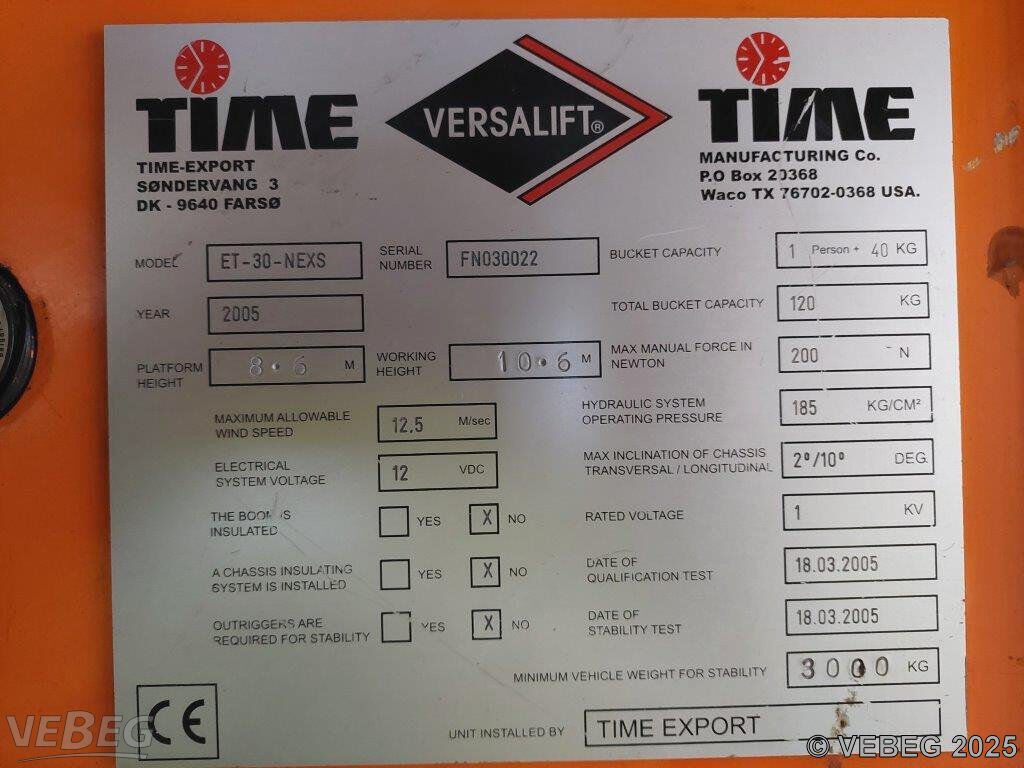 TIME
TIME-EXPORT
SØNDERVANG 3
DK - 9640 FARSØ
VERSALIFT®
TIME
MANUFACTURING Co.
P.O Box 20368
Waco TX 76702-0368 USA.
MODEL ET-30-NEXS
SERIAL NUMBER FN030022
BUCKET CAPACITY 1 Person + 40 KG
YEAR 2005
TOTAL BUCKET CAPACITY 120 KG
PLATFORM HEIGHT 8.6 M
WORKING HEIGHT 10.6 M
MAX MANUAL FORCE IN NEWTON 200 N
MAXIMUM ALLOWABLE WIND SPEED 12,5 M/sec
HYDRAULIC SYSTEM OPERATING PRESSURE 185 KG/CM²
ELECTRICAL SYSTEM VOLTAGE 12 VDC
MAX INCLINATION OF CHASSIS TRANSVERSAL / LONGITUDINAL 2°/10° DEG.
THE BOOM IS INSULATED YES X NO
RATED VOLTAGE 1 KV
A CHASSIS INSULATING SYSTEM IS INSTALLED YES X NO
DATE OF QUALIFICATION TEST 18.03.2005
OUTRIGGERS ARE REQUIRED FOR STABILITY YES X NO
DATE OF STABILITY TEST 18.03.2005
MINIMUM VEHICLE WEIGHT FOR STABILITY 3000 KG
CE
UNIT INSTALLED BY TIME EXPORT
VEBEG
© VEBEG 2025